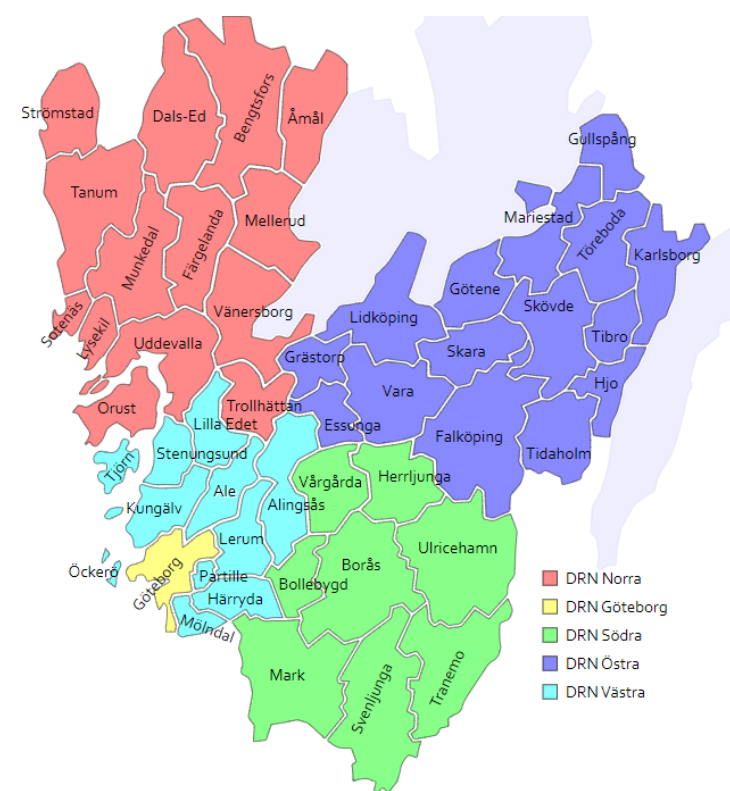 Strömstad
Dals-Ed
Bengtsfors
Åmål
Gullspång
Tanum
Mellerud
Mariestad
Töreboda
Karlsborg
Munkedal
Färgelanda
Götene
Skövde
Sotenäs
Lysekil
Vänersborg
Lidköping
Tibro
Uddevalla
Grästorp
Skara
Hjo
Orust
Trollhättan
Vara
Lilla Edet
Essunga
Falköping
Tidaholm
Tjörn
Stenungsund
Vårgårda
Herrljunga
Kungälv
Ale
Alingsås
Lerum
Borås
Ulricehamn
Öckerö
Göteborg
Partille
Bollebygd
Härryda
Mölndal
Mark
Svenljunga
Tranemo
DRN Norra
DRN Göteborg
DRN Södra
DRN Östra
DRN Västra